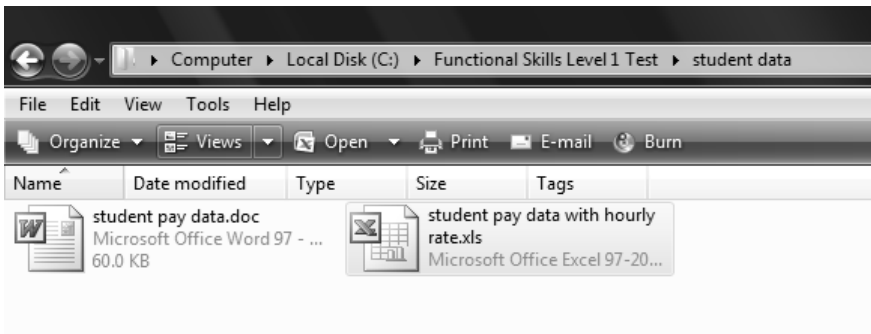 Computer ▸ Local Disk (C:) ▸ Functional Skills Level 1 Test ▸ student data
File Edit View Tools Help
Organize Views Open Print E-mail Burn
Name Date modified Type Size Tags
student pay data.doc
Microsoft Office Word 97 - ...
60.0 KB
student pay data with hourly
rate.xls
Microsoft Office Excel 97-20...